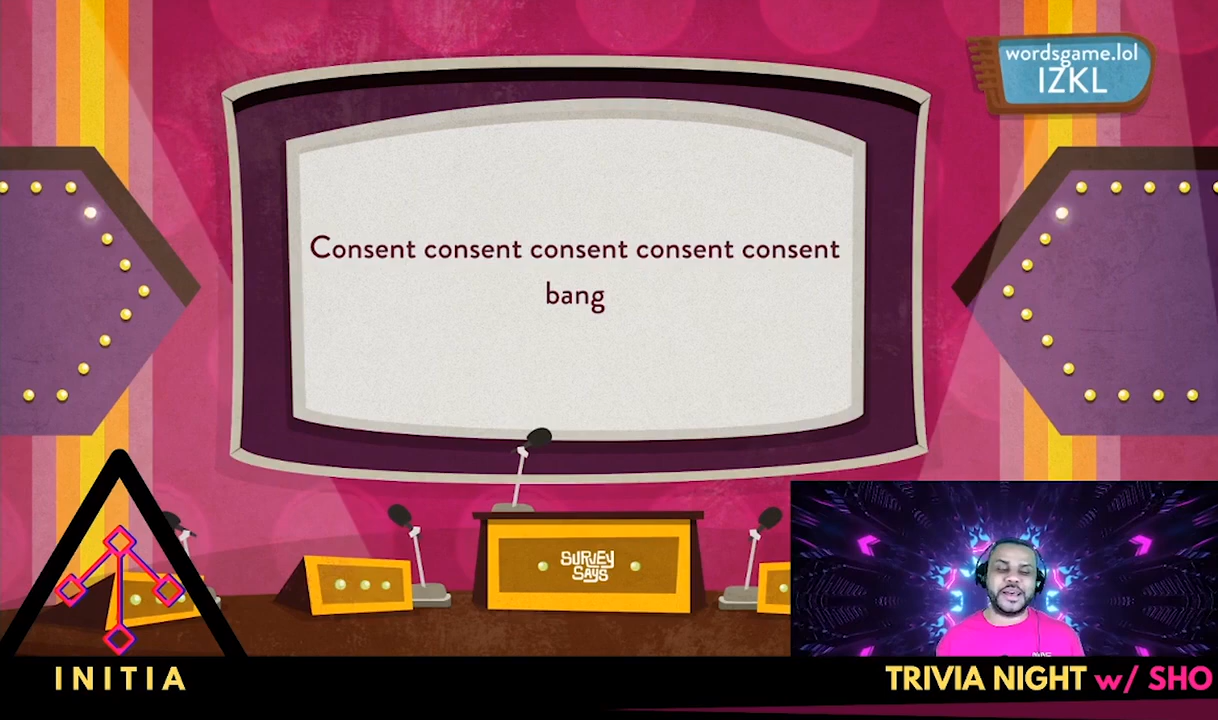 wordsgame.lol
IZKL
Consent consent consent consent consent
bang
SURVEY
SAYS
INITIA
TRIVIA NIGHT w/ SHO